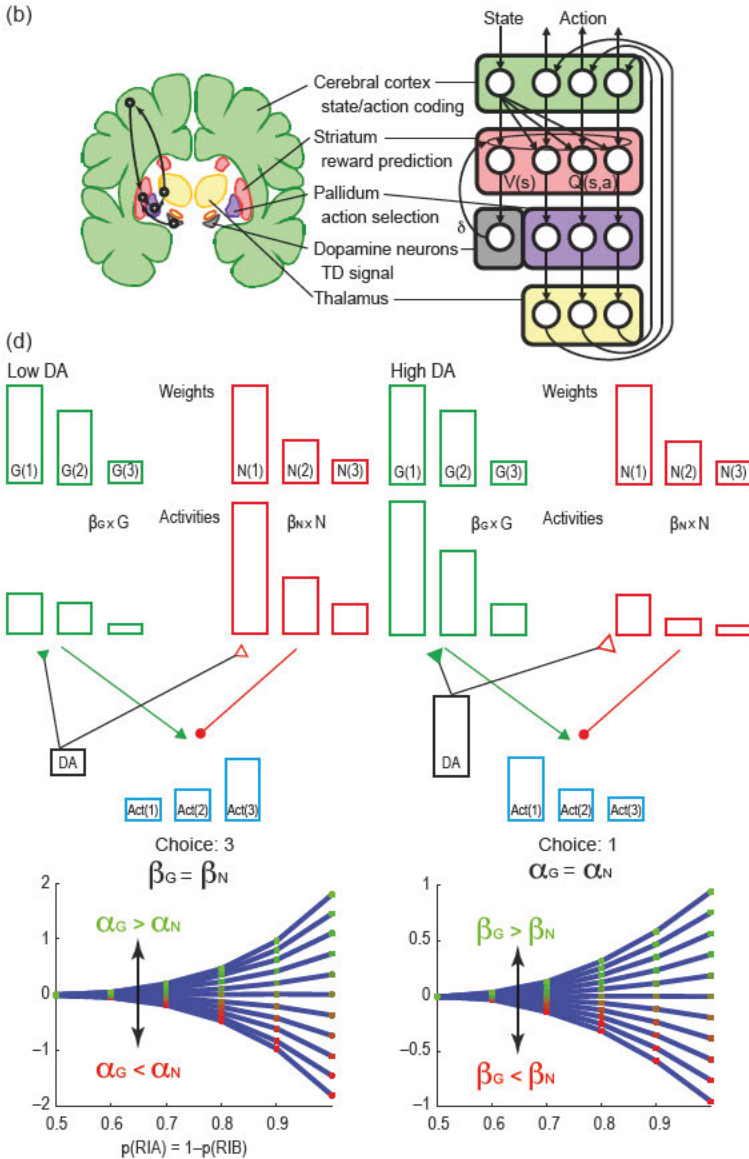 (b)
State Action
Cerebral cortex
state/action coding
Striatum
reward prediction
Pallidum
action selection
Dopamine neurons
TD signal
Thalamus
V(s) Q(s,a)
δ
(d)
Low DA
Weights
G(1) G(2) G(3) N(1) N(2) N(3)
βG x G Activities βN x N
DA
Act(1) Act(2) Act(3)
Choice: 3
High DA
Weights
G(1) G(2) G(3) N(1) N(2) N(3)
βG x G Activities βN x N
DA
Act(1) Act(2) Act(3)
Choice: 1
βG = βN
αG > αN
αG < αN
2
1
0
−1
−2
0.5 0.6 0.7 0.8 0.9
p(RIA) = 1–p(RIB)
αG = αN
βG > βN
βG < βN
1
0.5
0
−0.5
−1
0.5 0.6 0.7 0.8 0.9